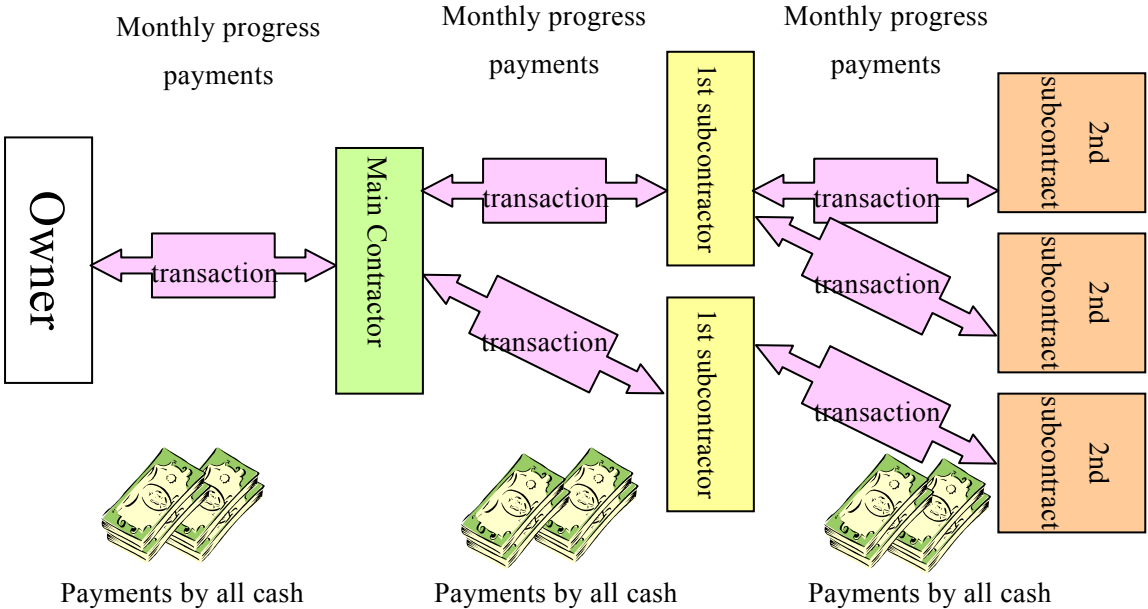 Monthly progress
payments
Monthly progress
payments
Monthly progress
payments
Owner
transaction
Main Contractor
transaction
transaction
1st subcontractor
1st subcontractor
transaction
transaction
transaction
2nd
subcontract
2nd
subcontract
2nd
subcontract
Payments by all cash
Payments by all cash
Payments by all cash